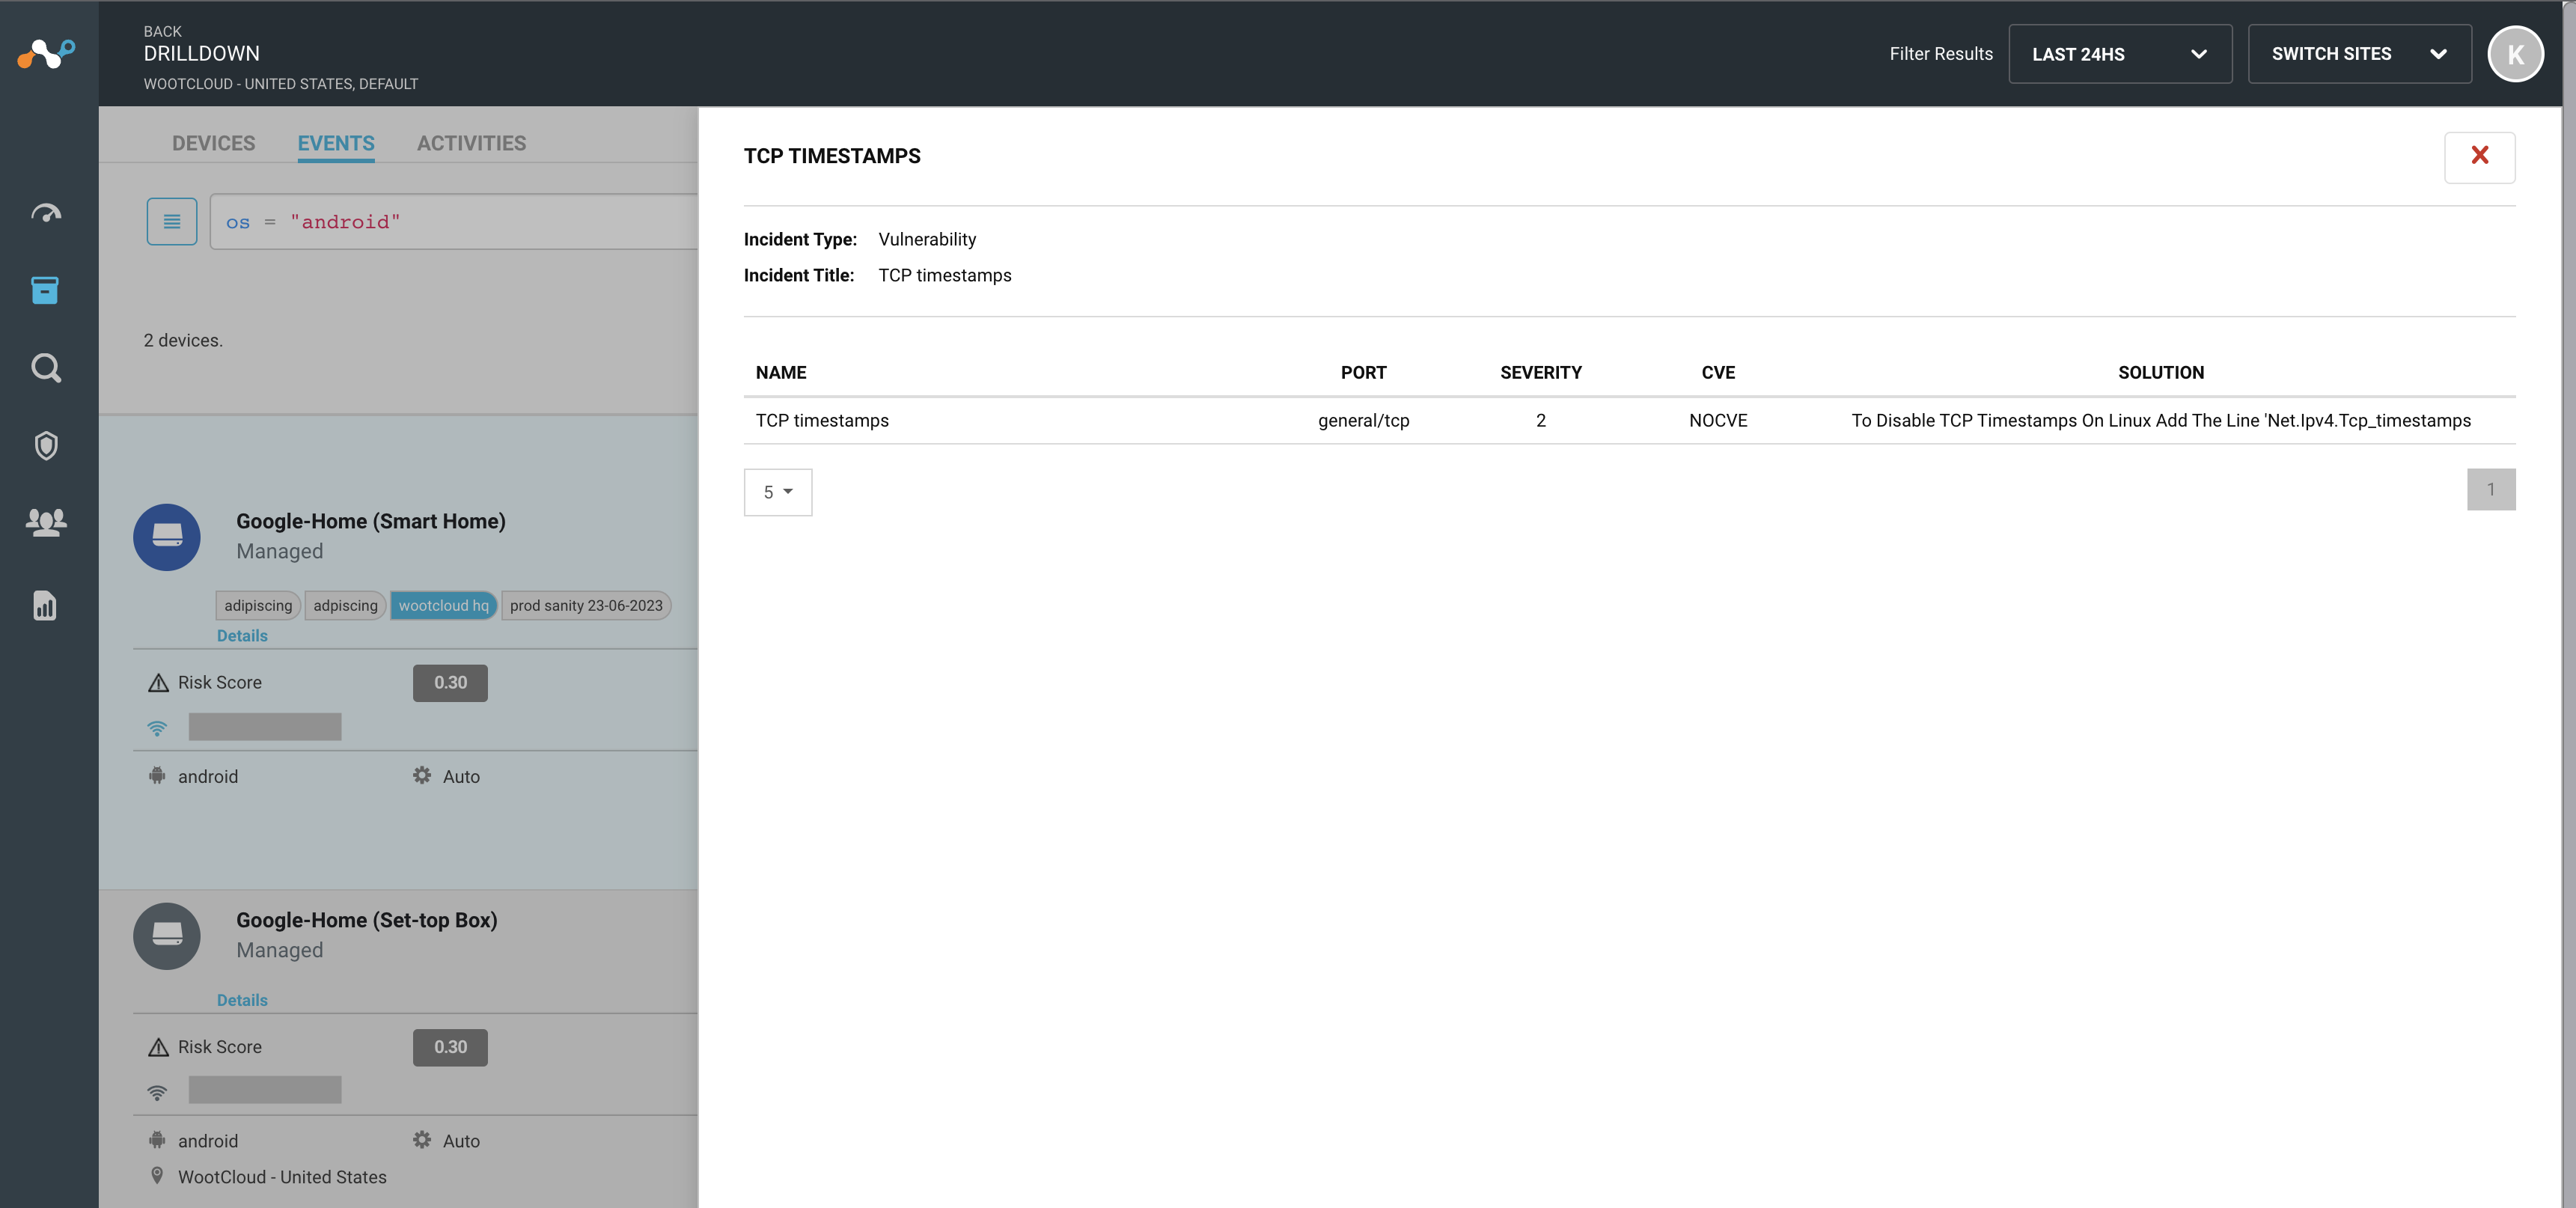 BACK
DRILLDOWN
WOOTCLOUD - UNITED STATES, DEFAULT
Filter Results
LAST 24HS
SWITCH SITES
K
DEVICES EVENTS ACTIVITIES
os = "android"
2 devices.
Google-Home (Smart Home)
Managed
adipiscing adpiscing wootcloud hq prod sanity 23-06-2023
Details
Risk Score 0.30
android Auto
Google-Home (Set-top Box)
Managed
Details
Risk Score 0.30
android Auto
WootCloud - United States
TCP TIMESTAMPS
Incident Type: Vulnerability
Incident Title: TCP timestamps
NAME PORT SEVERITY CVE SOLUTION
TCP timestamps general/tcp 2 NOCVE To Disable TCP Timestamps On Linux Add The Line 'Net.Ipv4.Tcp_timestamps
5
1